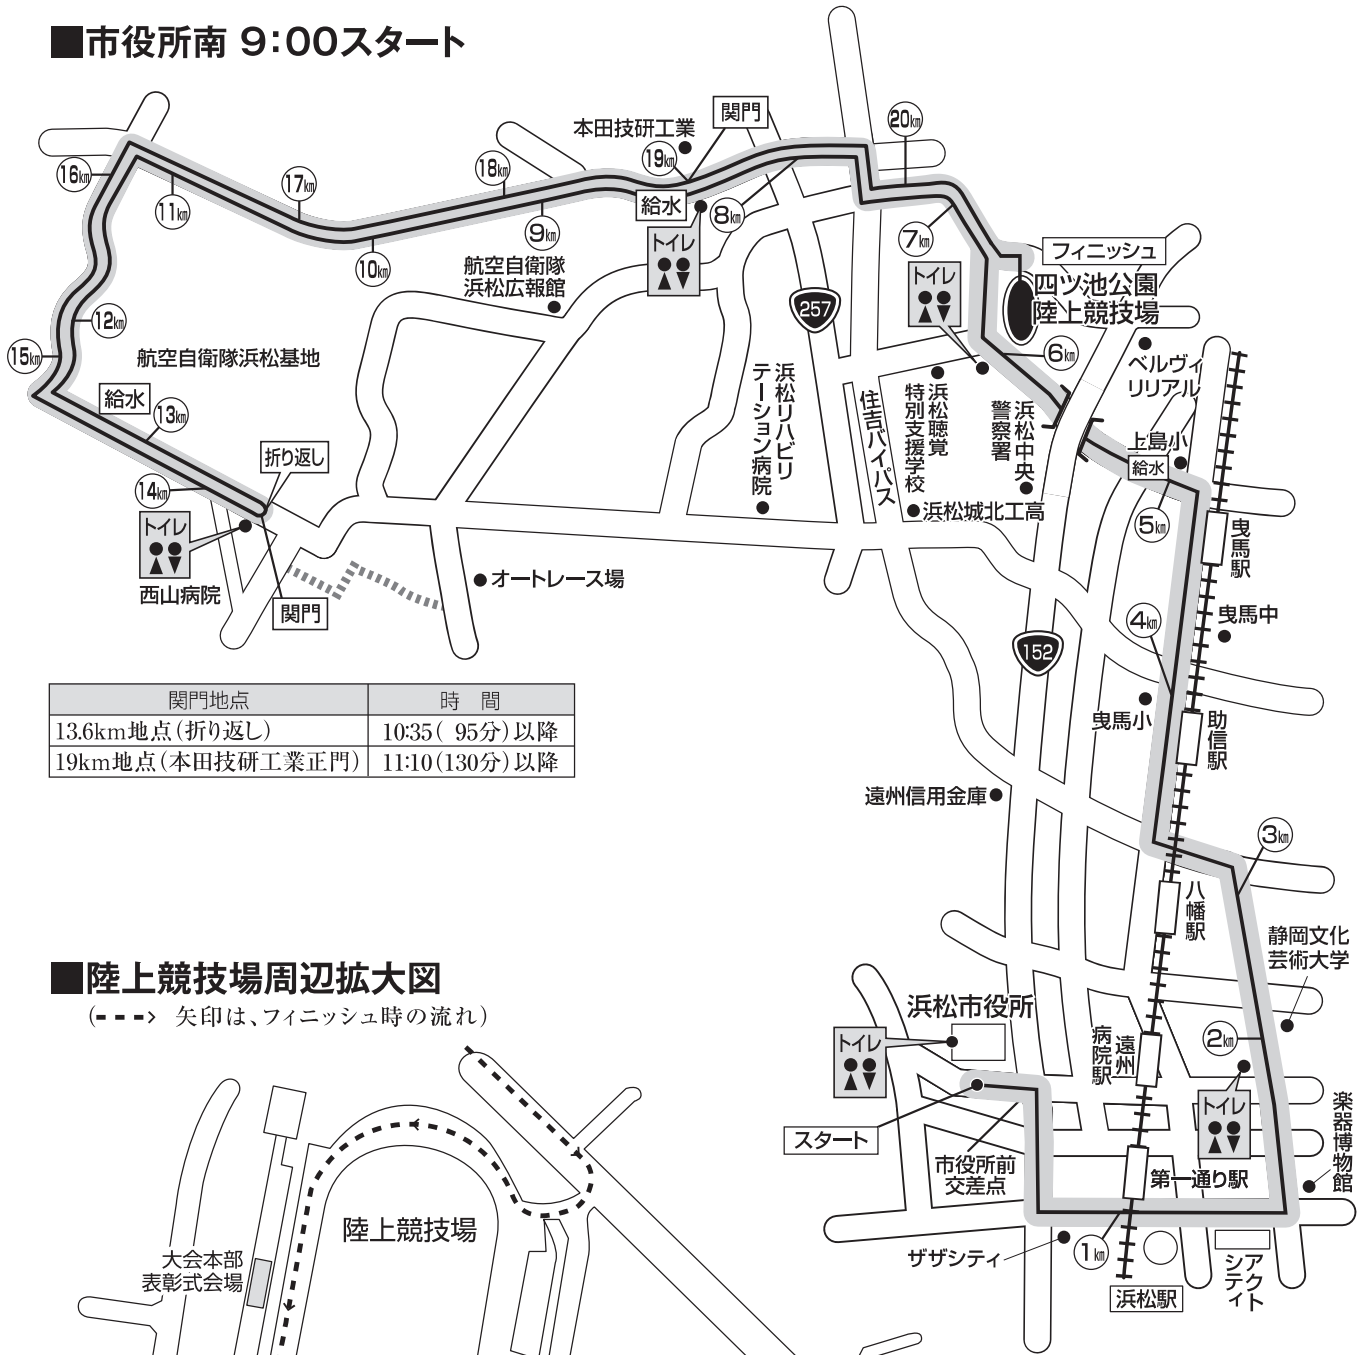 ■市役所南 9:00スタート
関門
本田技研工業
20km
19km
18km
17km
16km
11km
給水
8km
9km
10km
トイレ
7km
航空自衛隊
浜松広報館
フィニッシュ
トイレ
四ツ池公園
陸上競技場
257
12km
15km
航空自衛隊浜松基地
6km
ベルヴィ
リリアル
浜松リハビリ
テーション病院
住吉バイパス
浜松聴覚
特別支援学校
浜松中央
警察署
給水
13km
上島小
給水
折り返し
14km
浜松城北工高
5km
曳馬駅
トイレ
西山病院
関門
オートレース場
曳馬中
4km
152
曳馬小
助信駅
関門地点 時 間
13.6km地点(折り返し) 10:35( 95分)以降
19km地点(本田技研工業正門) 11:10(130分)以降
遠州信用金庫
3km
八幡駅
静岡文化
芸術大学
■陸上競技場周辺拡大図
( 矢印は、フィニッシュ時の流れ)
浜松市役所
トイレ
遠州
病院駅
2km
トイレ
楽器博物館
スタート
市役所前
交差点
第一通り駅
陸上競技場
ザザシティ
1km
アクト
シティ
浜松駅
大会本部
表彰式会場